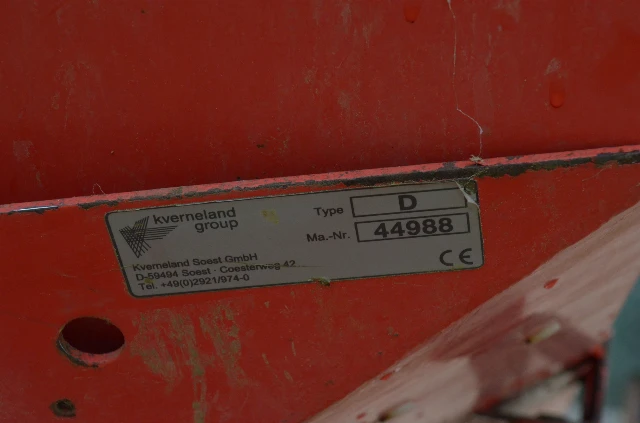 kverneland
group
Type D
Ma.-Nr. 44988
Kverneland Soest GmbH
D-59494 Soest - Coesterweg 42
Tel. +49(0)2921/974-0
CE